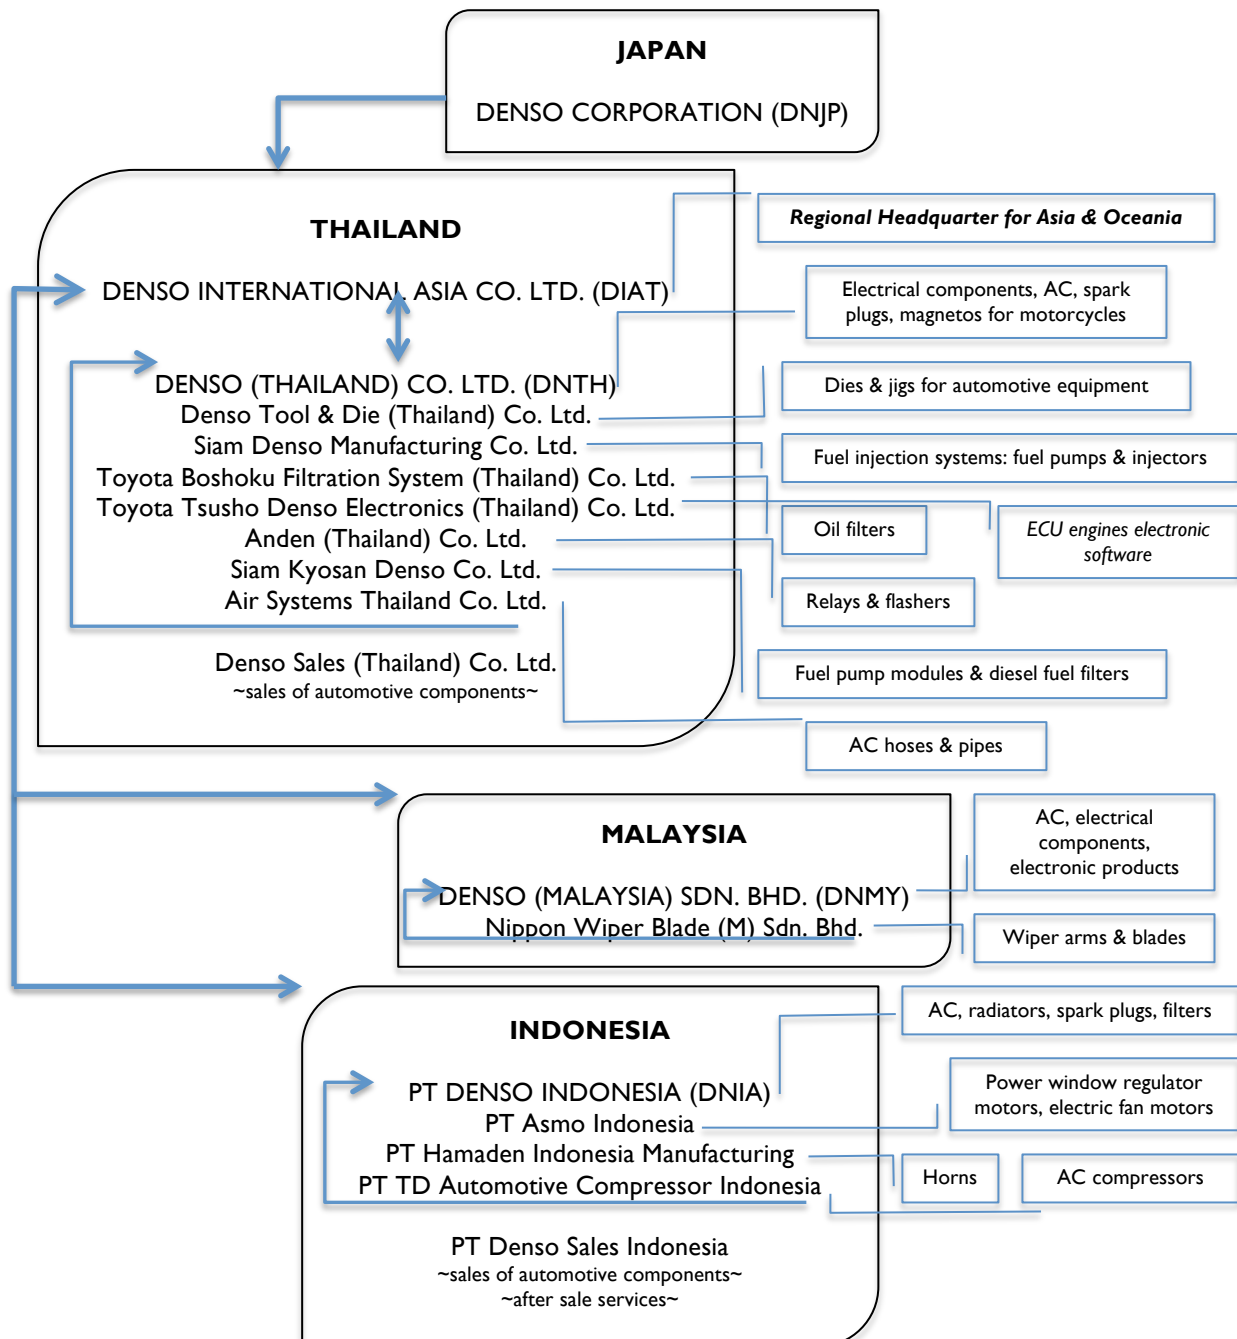 JAPAN
DENSO CORPORATION (DNJP)
THAILAND
Regional Headquarter for Asia & Oceania
DENSO INTERNATIONAL ASIA CO. LTD. (DIAT)
Electrical components, AC, spark
plugs, magnetos for motorcycles
DENSO (THAILAND) CO. LTD. (DNTH)
Dies & jigs for automotive equipment
Denso Tool & Die (Thailand) Co. Ltd.
Siam Denso Manufacturing Co. Ltd.
Fuel injection systems: fuel pumps & injectors
Toyota Boshoku Filtration System (Thailand) Co. Ltd.
Toyota Tsusho Denso Electronics (Thailand) Co. Ltd.
Oil filters
ECU engines electronic
software
Anden (Thailand) Co. Ltd.
Siam Kyosan Denso Co. Ltd.
Air Systems Thailand Co. Ltd.
Relays & flashers
Denso Sales (Thailand) Co. Ltd.
~sales of automotive components~
Fuel pump modules & diesel fuel filters
AC hoses & pipes
MALAYSIA
AC, electrical
components,
electronic products
DENSO (MALAYSIA) SDN. BHD. (DNMY)
Nippon Wiper Blade (M) Sdn. Bhd.
Wiper arms & blades
INDONESIA
AC, radiators, spark plugs, filters
PT DENSO INDONESIA (DNIA)
Power window regulator
motors, electric fan motors
PT Asmo Indonesia
PT Hamaden Indonesia Manufacturing
Horns
AC compressors
PT TD Automotive Compressor Indonesia
PT Denso Sales Indonesia
~sales of automotive components~
~after sale services~